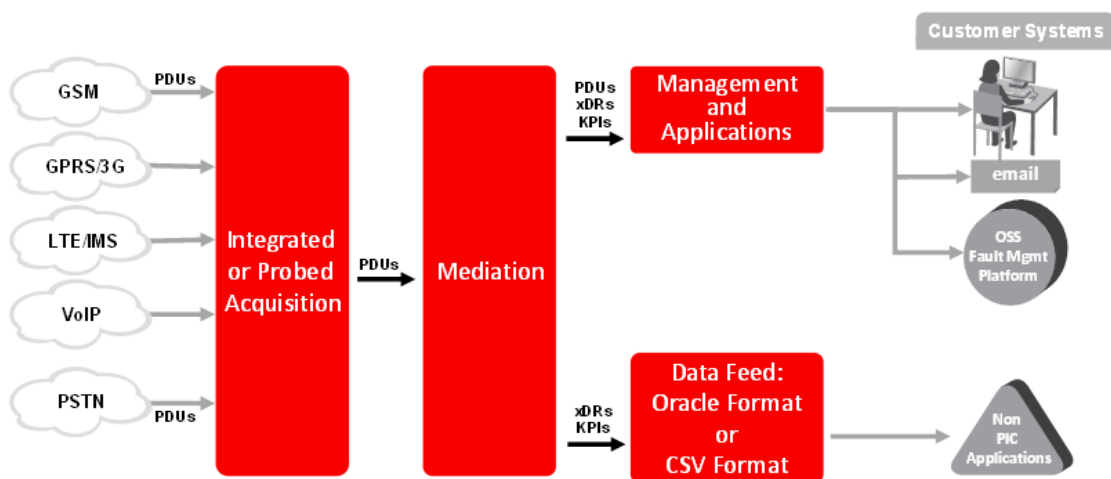 Customer Systems
GSM
PDUs
GPRS/3G
LTE/IMS
VoIP
PSTN
PDUs
Integrated
or Probed
Acquisition
PDUs
Mediation
PDUs
xDRs
KPIs
Management
and
Applications
email
OSS
Fault Mgmt
Platform
xDRs
KPIs
Data Feed:
Oracle Format
or
CSV Format
Non
PIC
Applications